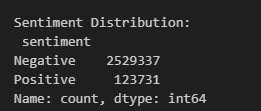 Sentiment Distribution:
sentiment
Negative    2529337
Positive     123731
Name: count, dtype: int64